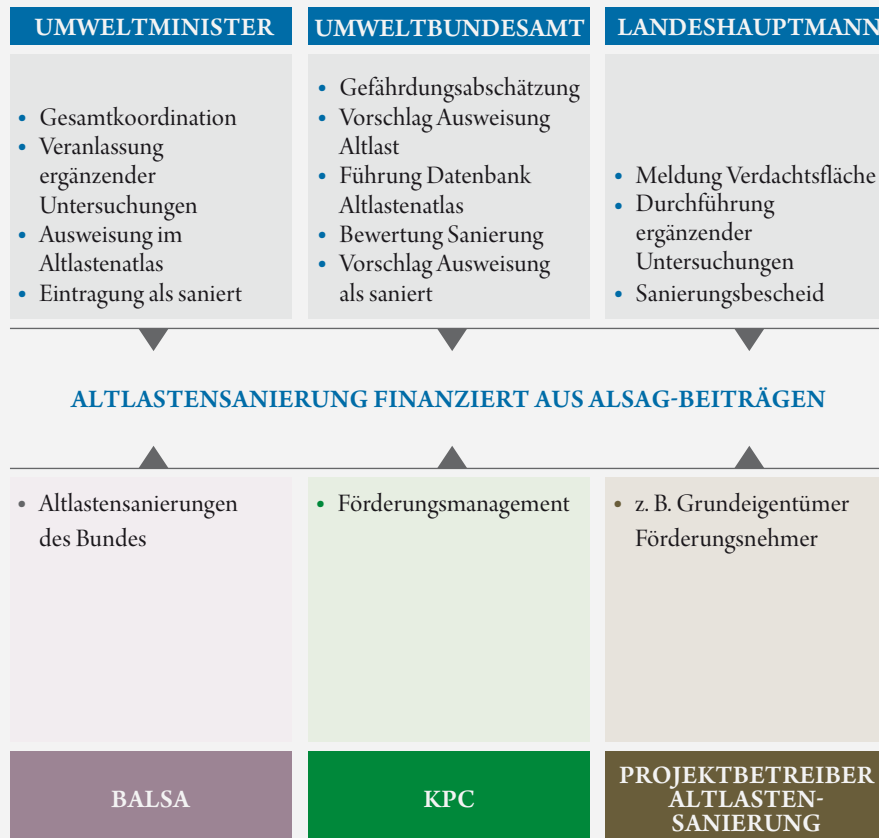 UMWELTMINISTER
• Gesamtkoordination
• Veranlassung
ergänzender
Untersuchungen
• Ausweisung im
Altlastenatlas
• Eintragung als saniert
UMWELTBUNDESAMT
• Gefährdungsabschätzung
• Vorschlag Ausweisung
Altlast
• Führung Datenbank
Altlastenatlas
• Bewertung Sanierung
• Vorschlag Ausweisung
als saniert
LANDESHAUPTMANN
• Meldung Verdachtsfläche
• Durchführung
ergänzender
Untersuchungen
• Sanierungsbescheid
ALTLASTENSANIERUNG FINANZIERT AUS ALSAG-BEITRÄGEN
• Altlastensanierungen
des Bundes
BALSA
• Förderungsmanagement
KPC
• z. B. Grundeigentümer
Förderungsnehmer
PROJEKTBETREIBER
ALTLASTEN-
SANIERUNG